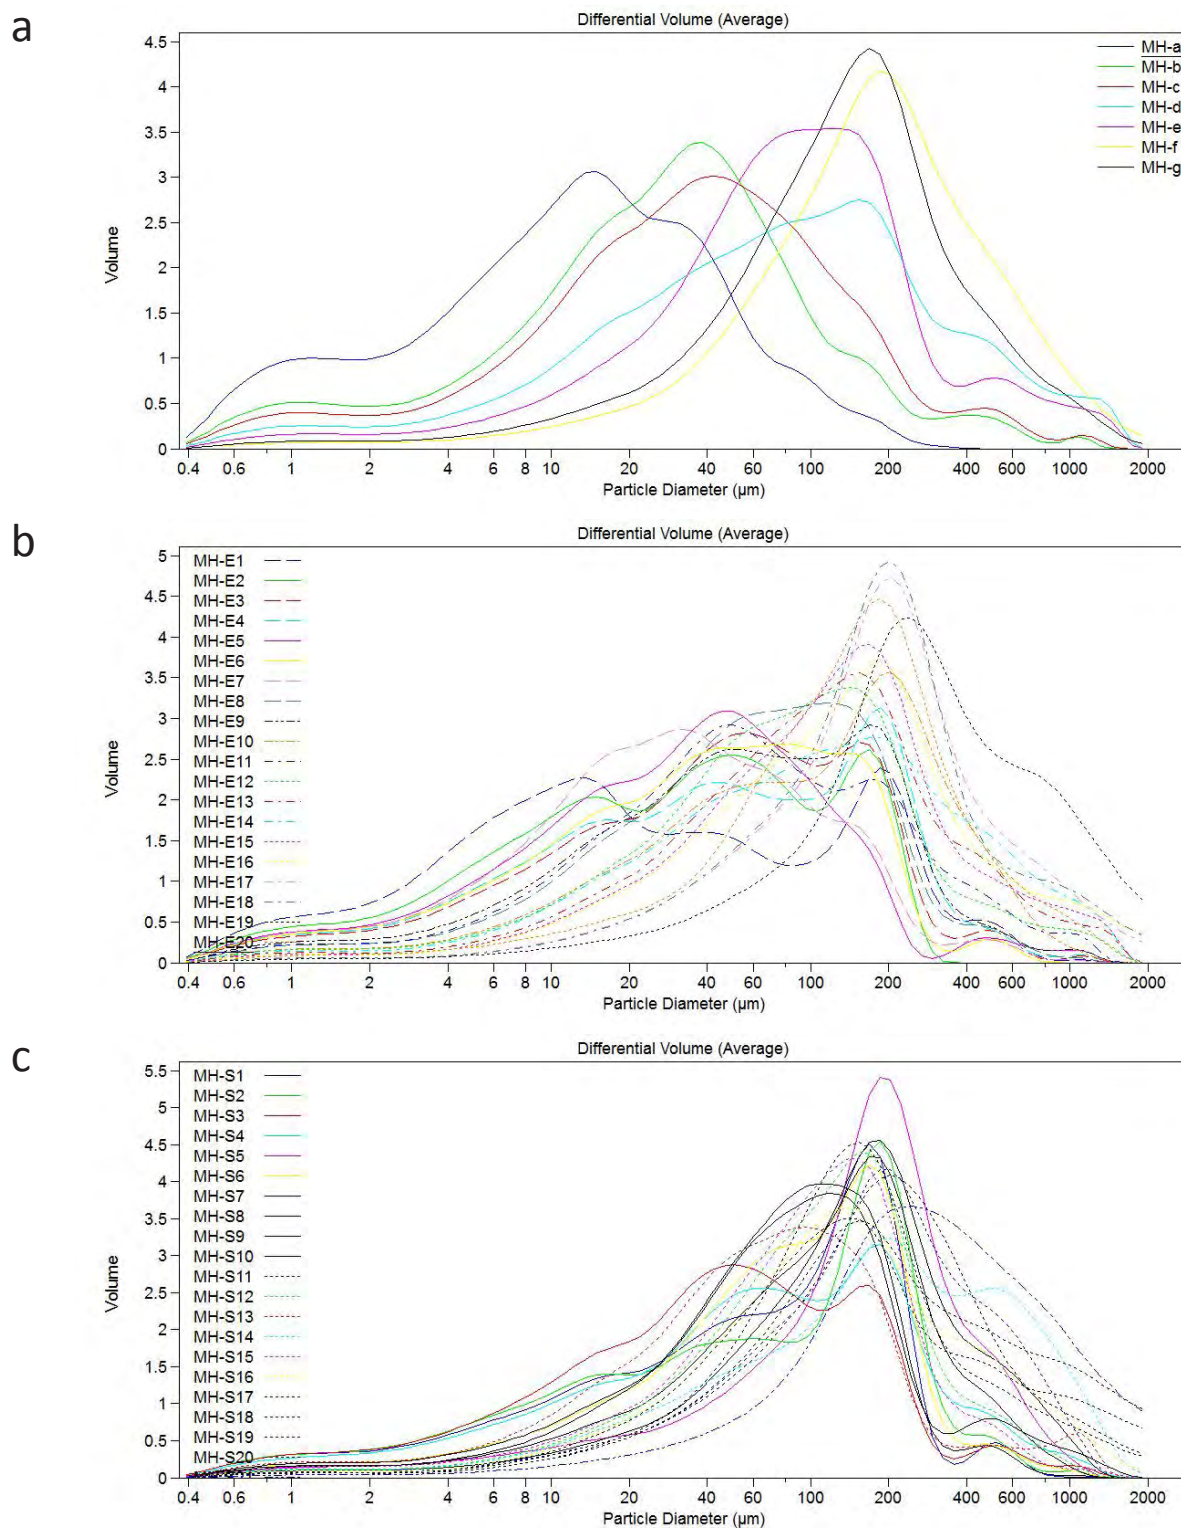 a
Differential Volume (Average)
4.5
4
3.5
3
2.5
2
1.5
1
0.5
0
Volume
MH-a
MH-b
MH-c
MH-d
MH-e
MH-f
MH-g
0.4 0.6 1 2 4 6 8 10 20 40 60 100 200 400 600 1000 2000
Particle Diameter (µm)
b
Differential Volume (Average)
5
4.5
4
3.5
3
2.5
2
1.5
1
0.5
0
Volume
MH-E1
MH-E2
MH-E3
MH-E4
MH-E5
MH-E6
MH-E7
MH-E8
MH-E9
MH-E10
MH-E11
MH-E12
MH-E13
MH-E14
MH-E15
MH-E16
MH-E17
MH-E18
MH-E19
MH-E20
0.4 0.6 1 2 4 6 8 10 20 40 60 100 200 400 600 1000 2000
Particle Diameter (µm)
c
Differential Volume (Average)
5.5
5
4.5
4
3.5
3
2.5
2
1.5
1
0.5
0
Volume
MH-S1
MH-S2
MH-S3
MH-S4
MH-S5
MH-S6
MH-S7
MH-S8
MH-S9
MH-S10
MH-S11
MH-S12
MH-S13
MH-S14
MH-S15
MH-S16
MH-S17
MH-S18
MH-S19
MH-S20
0.4 0.6 1 2 4 6 8 10 20 40 60 100 200 400 600 1000 2000
Particle Diameter (µm)